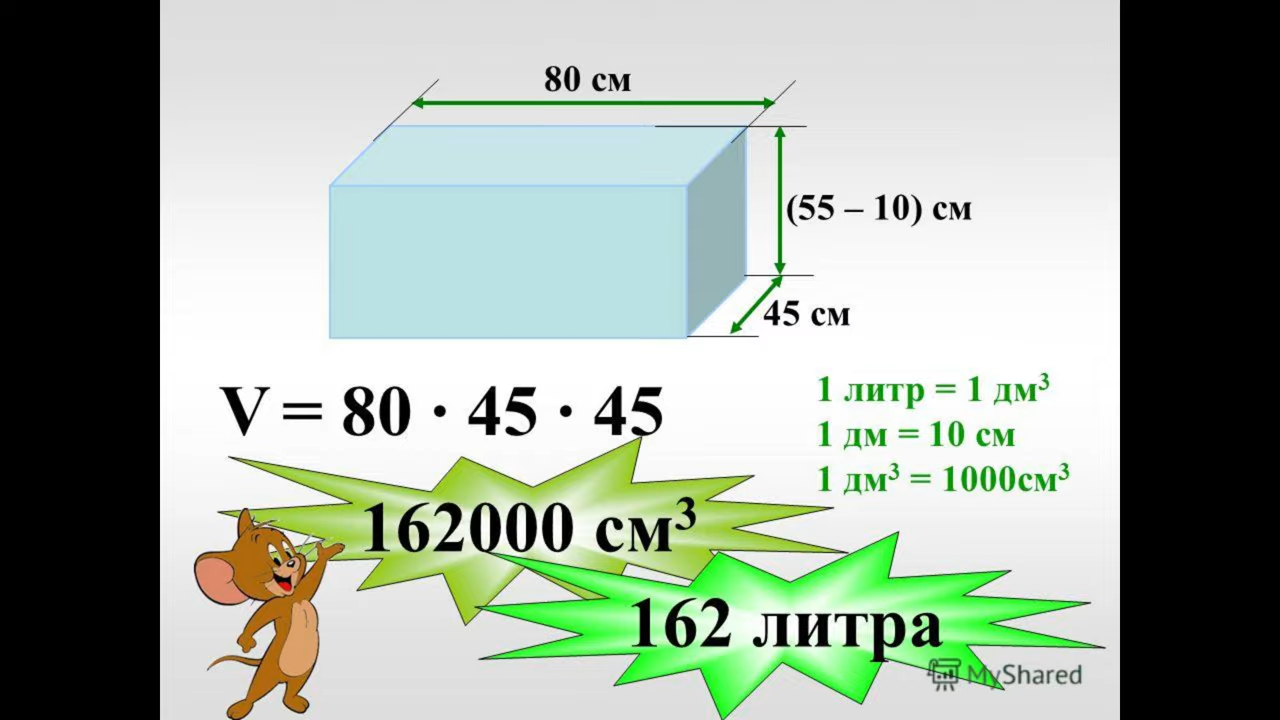 80 см
(55 – 10) см
45 см
V = 80 · 45 · 45
1 литр = 1 дм³
1 дм = 10 см
1 дм³ = 1000см³
162000 см³
162 литра
MyShared